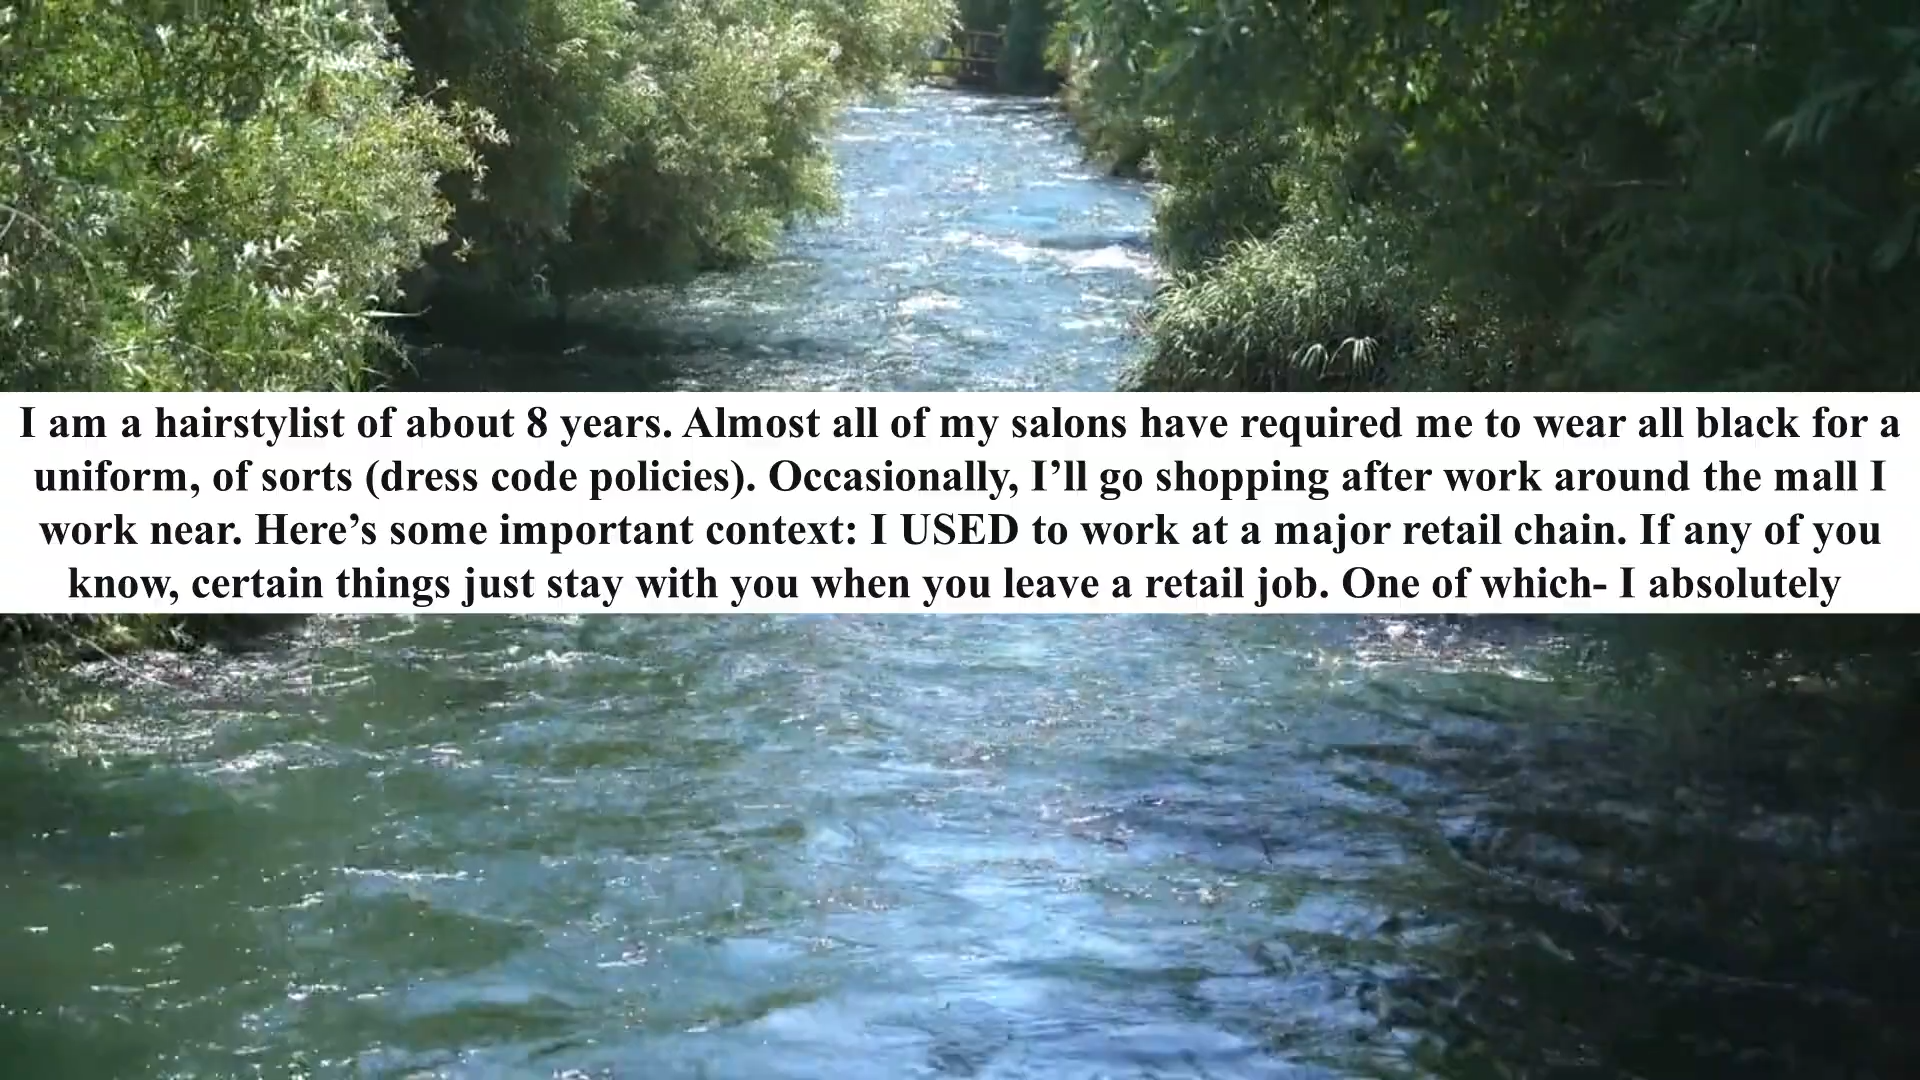 I am a hairstylist of about 8 years. Almost all of my salons have required me to wear all black for a
uniform, of sorts (dress code policies). Occasionally, I’ll go shopping after work around the mall I
work near. Here’s some important context: I USED to work at a major retail chain. If any of you
know, certain things just stay with you when you leave a retail job. One of which- I absolutely